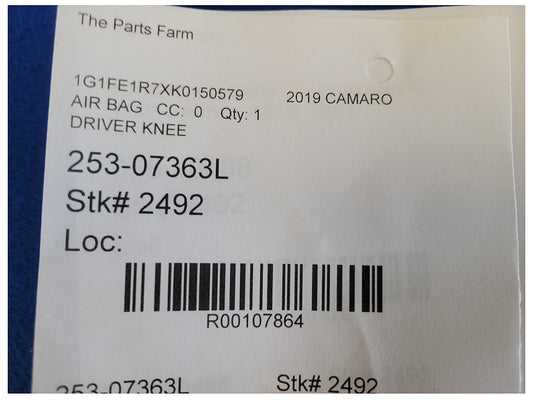 The Parts Farm
1G1FE1R7XK0150579 2019 CAMARO
AIR BAG CC: 0 Qty: 1
DRIVER KNEE
253-07363L
Stk# 2492
Loc:
R00107864
253-07363L Stk# 2492